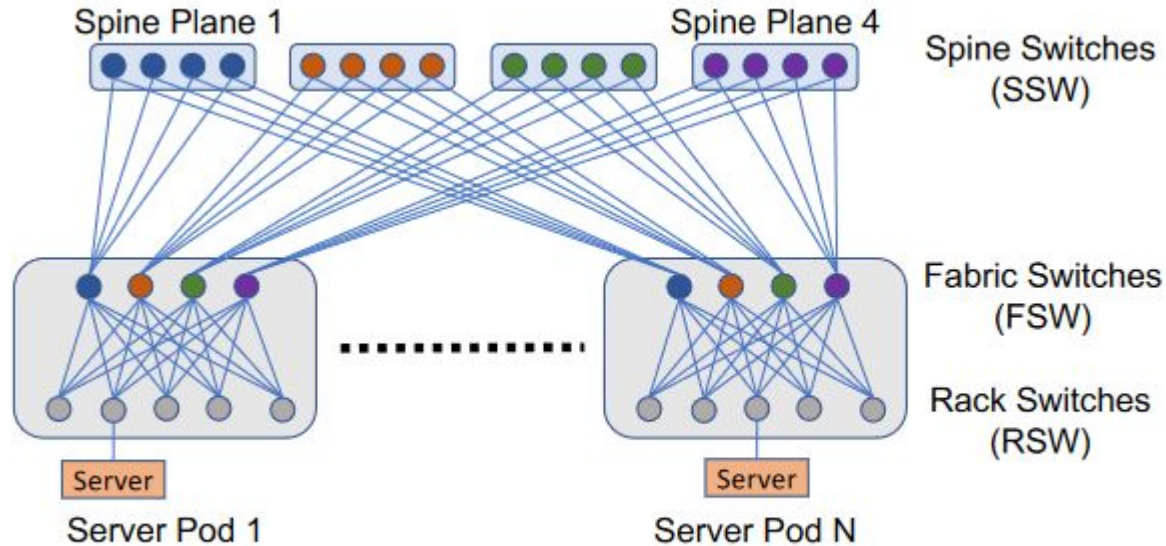 Spine Plane 1
Spine Plane 4
Spine Switches
(SSW)
Fabric Switches
(FSW)
Rack Switches
(RSW)
Server
Server
Server Pod 1
Server Pod N